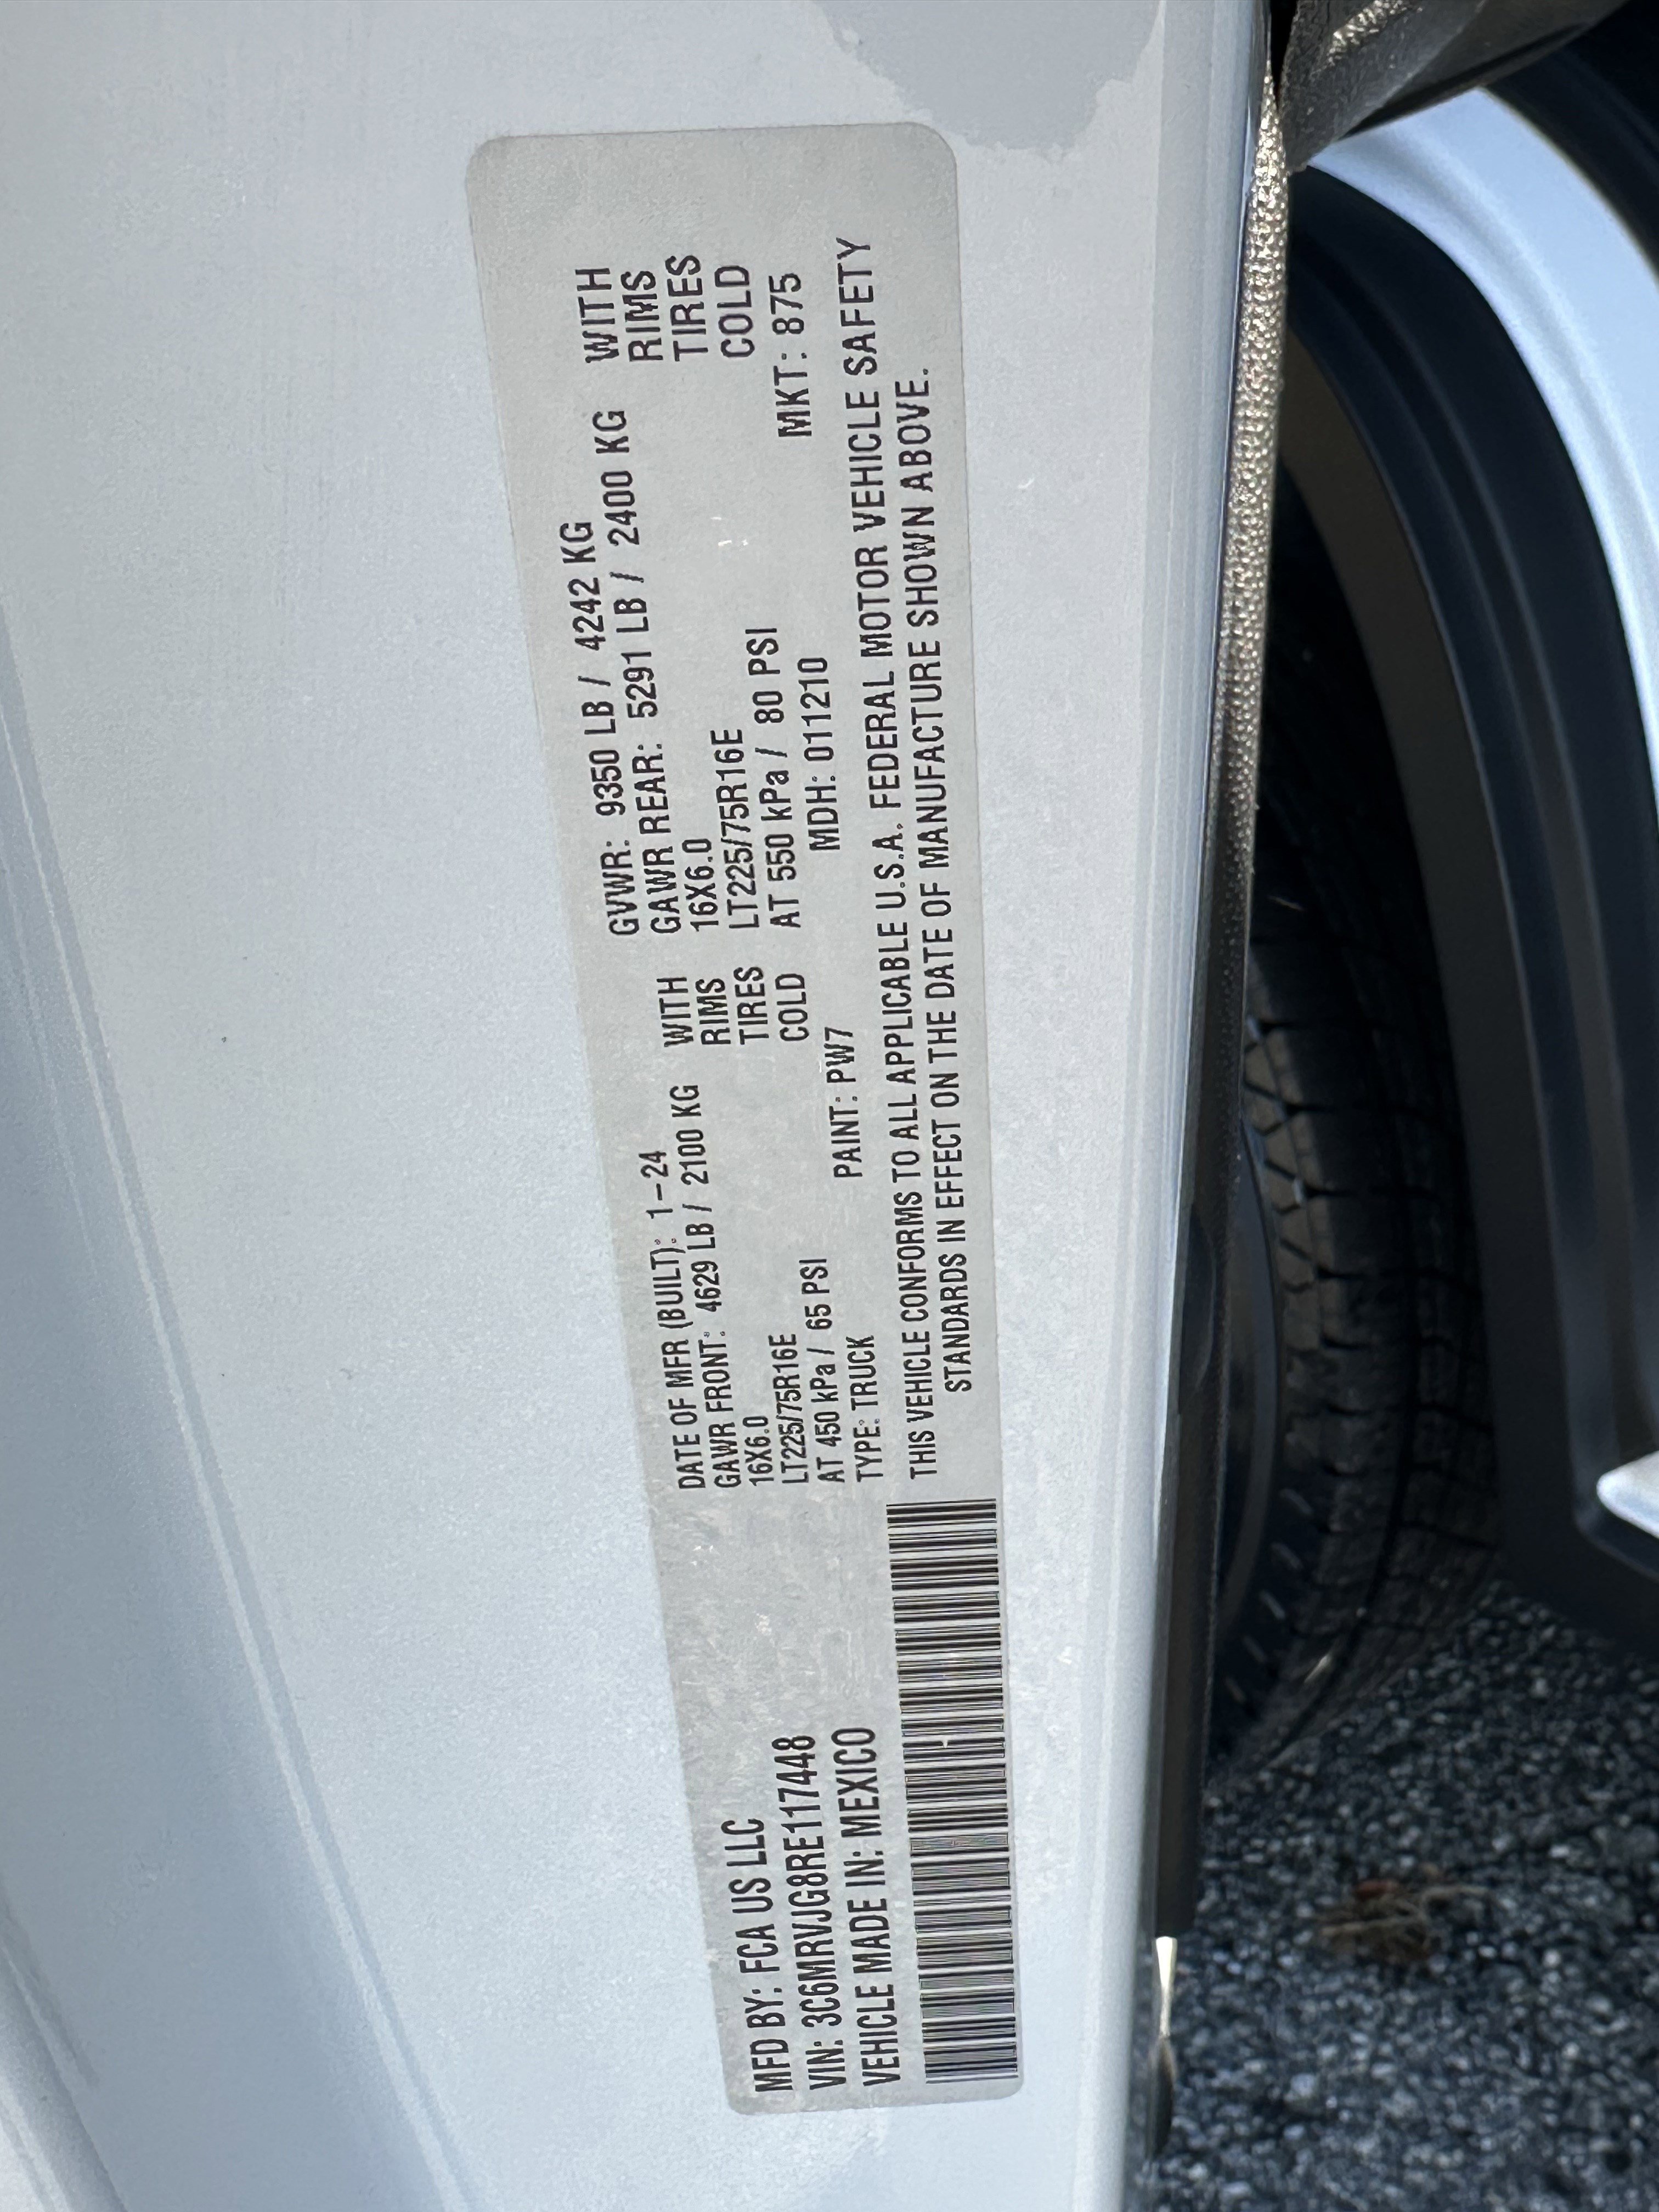 MFD BY: FCA US LLC
VIN: 3C6MRVJG8RE117448
VEHICLE MADE IN: MEXICO
DATE OF MFR (BUILT): 1-24
GAWR FRONT: 4629 LB / 2100 KG WITH
16X6.0 RIMS
LT225/75R16E TIRES
AT 450 kPa / 65 PSI COLD
GVWR: 9350 LB / 4242 KG
GAWR REAR: 5291 LB / 2400 KG WITH
16X6.0 RIMS
LT225/75R16E TIRES
AT 550 kPa / 80 PSI COLD
TYPE: TRUCK PAINT: PW7 MDH: 011210 MKT: 875
THIS VEHICLE CONFORMS TO ALL APPLICABLE U.S.A. FEDERAL MOTOR VEHICLE SAFETY
STANDARDS IN EFFECT ON THE DATE OF MANUFACTURE SHOWN ABOVE.